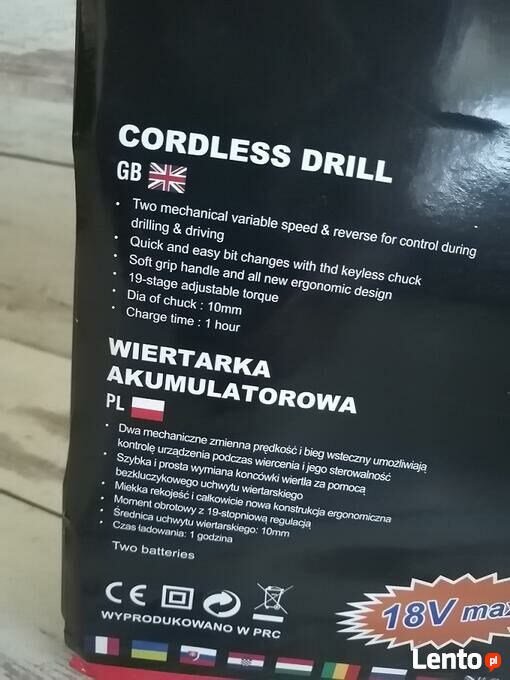 CORDLESS DRILL
GB
• Two mechanical variable speed & reverse for control during
drilling & driving
• Quick and easy bit changes with thd keyless chuck
• Soft grip handle and all new ergonomic design
• 19-stage adjustable torque
• Dia of chuck : 10mm
• Charge time : 1 hour
WIERTARKA
AKUMULATOROWA
PL
• Dwa mechaniczne zmienna prędkość i bieg wsteczny umożliwiają
kontrolę urządzenia podczas wiercenia i jego sterowalność
• Szybka i prosta wymiana końcówki wiertła za pomocą
bezkluczykowego uchwytu wiertarskiego
• Miekka rekojeść i całkowicie nowa konstrukcja ergonomiczna
• Moment obrotowy z 19-stopniową regulacją
• Średnica uchwytu wiertarskiego: 10mm
• Czas ładowania: 1 godzina
Two batteries
CE
WYPRODUKOWANO W PRC
18V max
Lento.pl